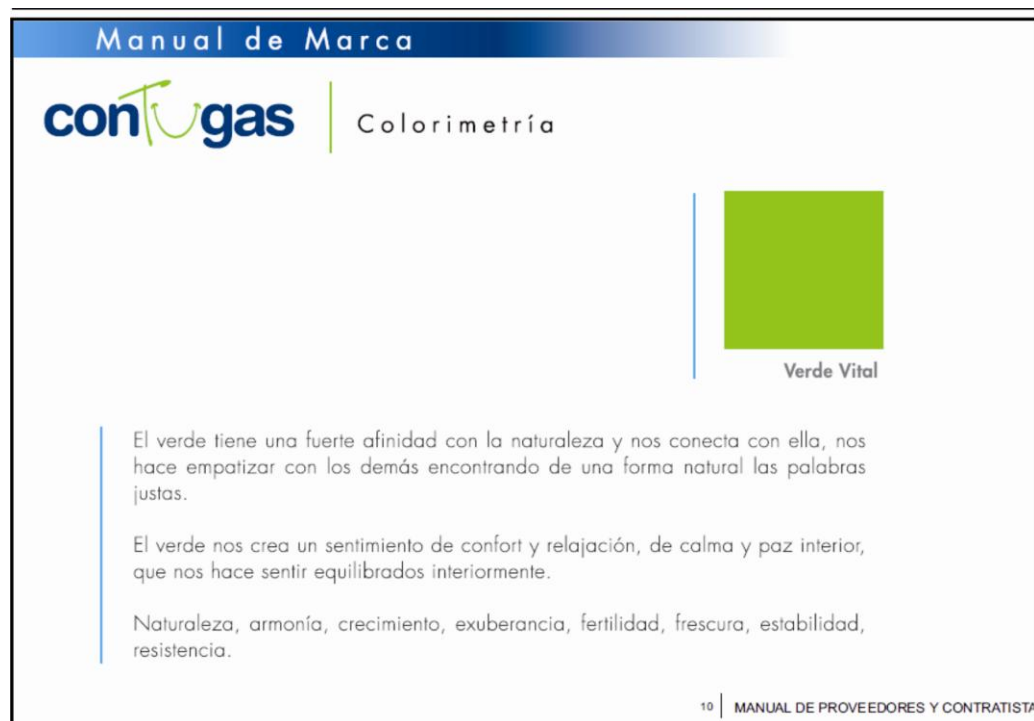 Manual de Marca
conTugas
Colorimetría
Verde Vital
El verde tiene una fuerte afinidad con la naturaleza y nos conecta con ella, nos
hace empatizar con los demás encontrando de una forma natural las palabras
justas.
El verde nos crea un sentimiento de confort y relajación, de calma y paz interior,
que nos hace sentir equilibrados interiormente.
Naturaleza, armonía, crecimiento, exuberancia, fertilidad, frescura, estabilidad,
resistencia.
10 MANUAL DE PROVEEDORES Y CONTRATISTA